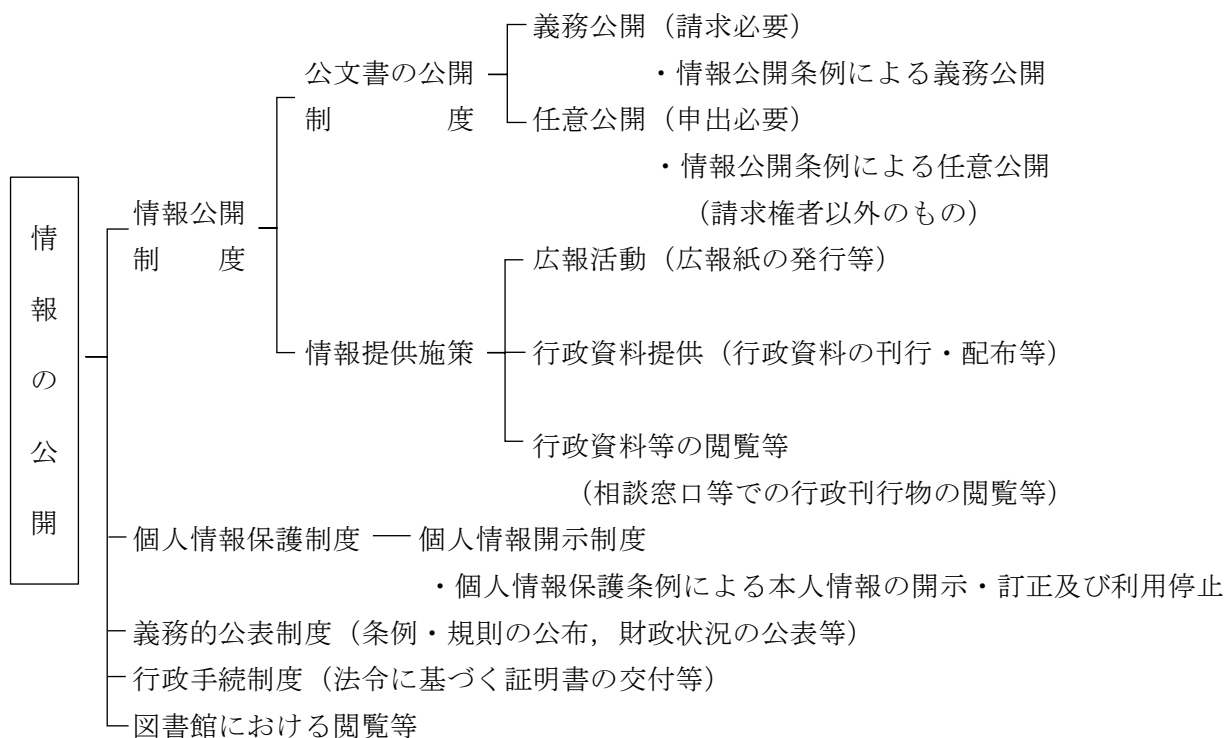 情報の公開
情報公開
制度
公文書の公開
制度
義務公開（請求必要）
・情報公開条例による義務公開
任意公開（申出必要）
・情報公開条例による任意公開
（請求権者以外のもの）
情報提供施策
広報活動（広報紙の発行等）
行政資料提供（行政資料の刊行・配布等）
行政資料等の閲覧等
（相談窓口等での行政刊行物の閲覧等）
個人情報保護制度 個人情報開示制度
・個人情報保護条例による本人情報の開示・訂正及び利用停止
義務的公表制度（条例・規則の公布，財政状況の公表等）
行政手続制度（法令に基づく証明書の交付等）
図書館における閲覧等